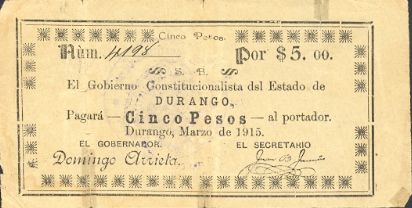 Cinco Pesos.
Núm. 4198 Por $5.00.
El Gobierno Constitucionalista dsl Estado de
DURANGO,
Pagará — Cinco Pesos — al portador.
Durango, Marzo de 1915.
EL GOBERNADOR. EL SECRETARIO
Domingo Arrieta.